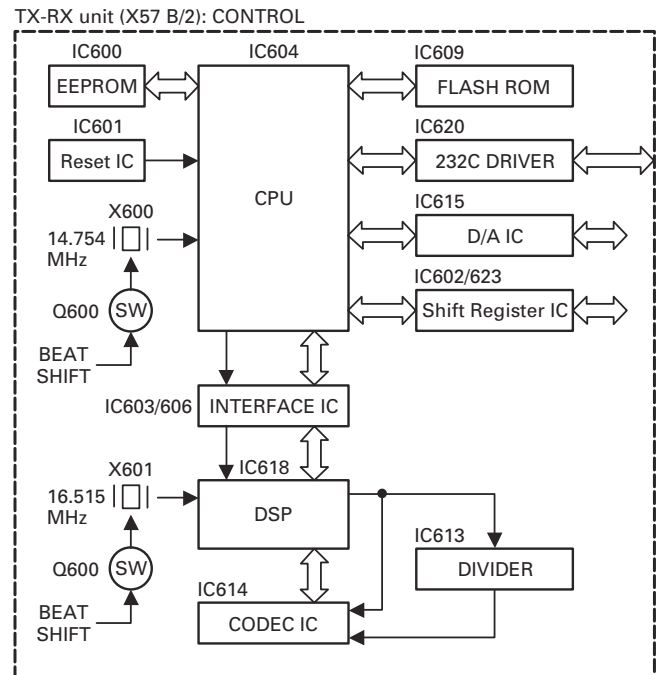 TX-RX unit (X57 B/2): CONTROL
IC600
EEPROM
IC604
CPU
IC609
FLASH ROM
IC601
Reset IC
IC620
232C DRIVER
X600
14.754
MHz
IC615
D/A IC
Q600
SW
IC602/623
Shift Register IC
BEAT
SHIFT
IC603/606
INTERFACE IC
X601
16.515
MHz
IC618
DSP
Q600
SW
IC613
DIVIDER
IC614
CODEC IC
BEAT
SHIFT